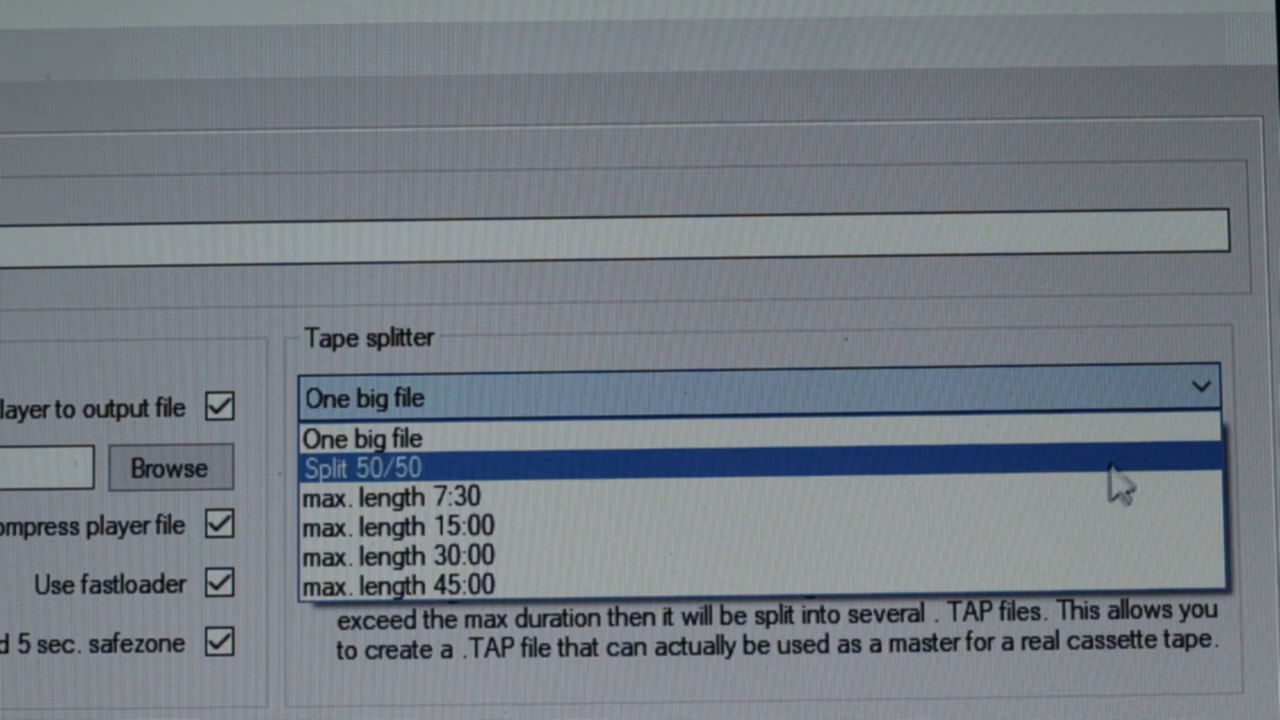 Tape splitter
One big file
One big file
Split 50/50
max. length 7:30
max. length 15:00
max. length 30:00
max. length 45:00
exceed the max duration then it will be split into several . TAP files. This allows you
to create a .TAP file that can actually be used as a master for a real cassette tape.
layer to output file
Browse
ompress player file
Use fastloader
d 5 sec. safezone